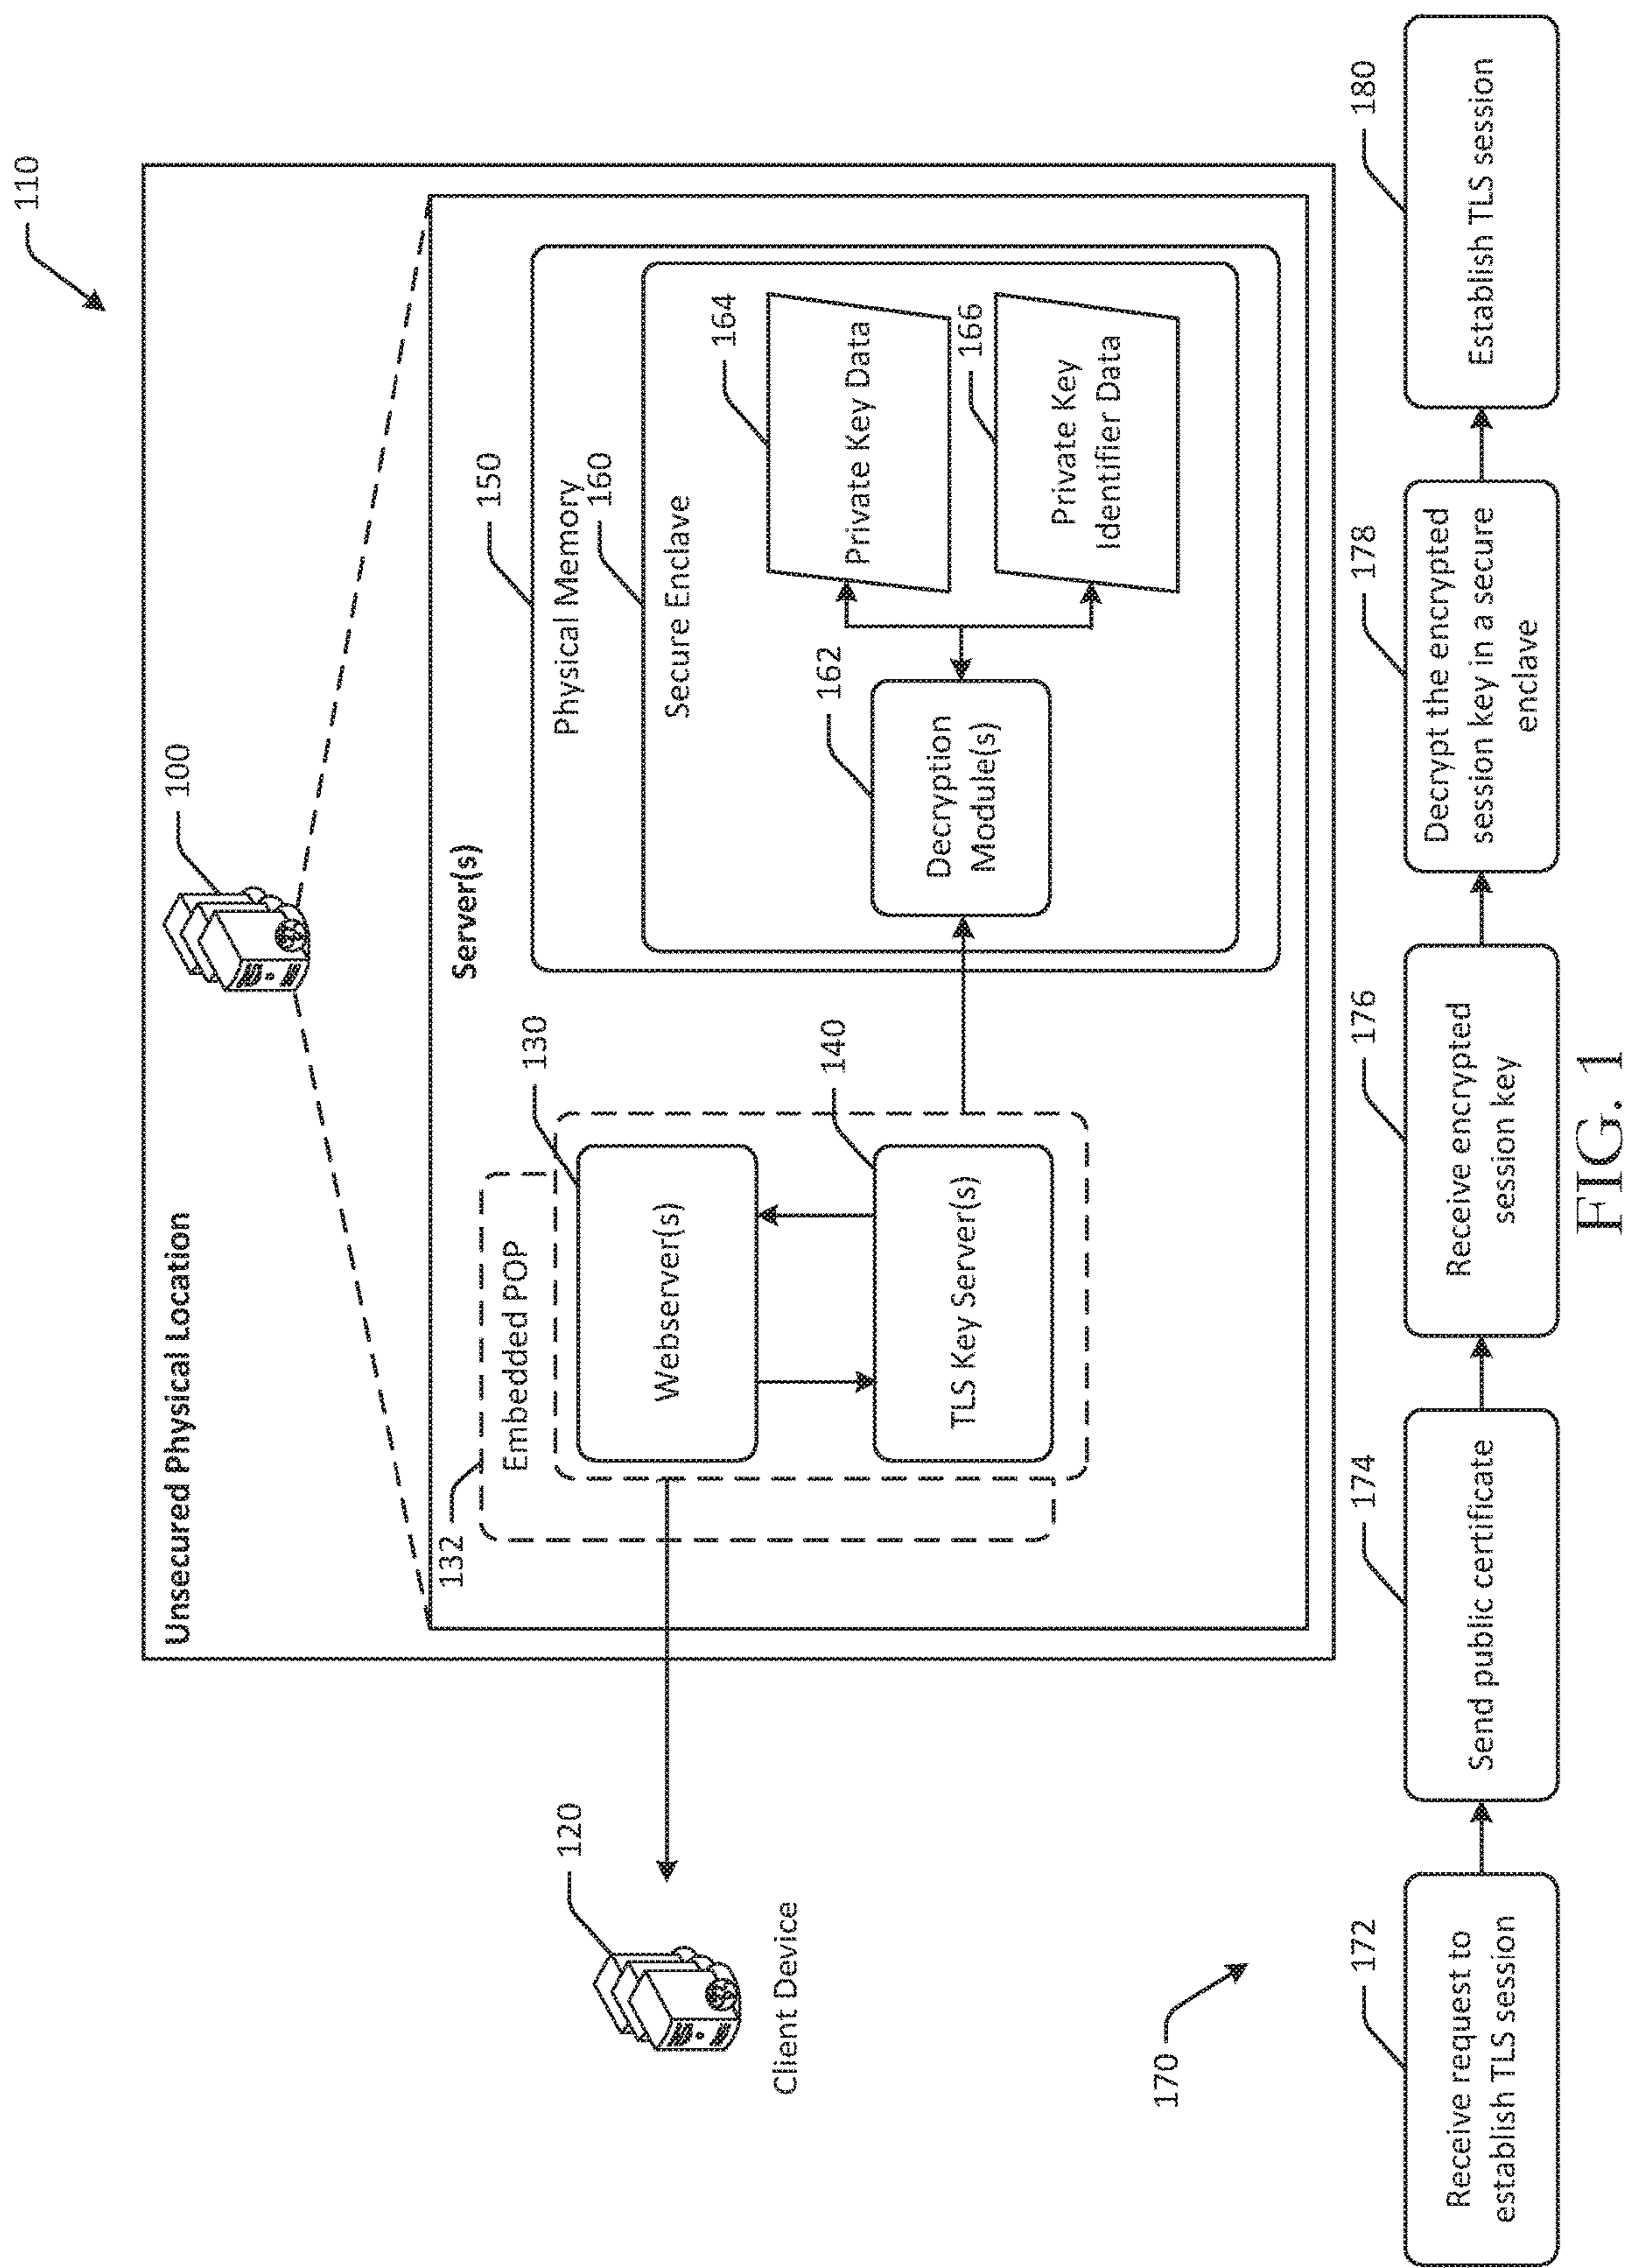 110
Unsecured Physical Location
100
Server(s)
132
Embedded POP
130
Webserver(s)
140
TLS Key Server(s)
150
Physical Memory
160
Secure Enclave
162
Decryption
Module(s)
164
Private Key Data
166
Private Key
Identifier Data
120
Client Device
170
172
Receive request to
establish TLS session
174
Send public certificate
176
Receive encrypted
session key
178
Decrypt the encrypted
session key in a secure
enclave
180
Establish TLS session
FIG. 1